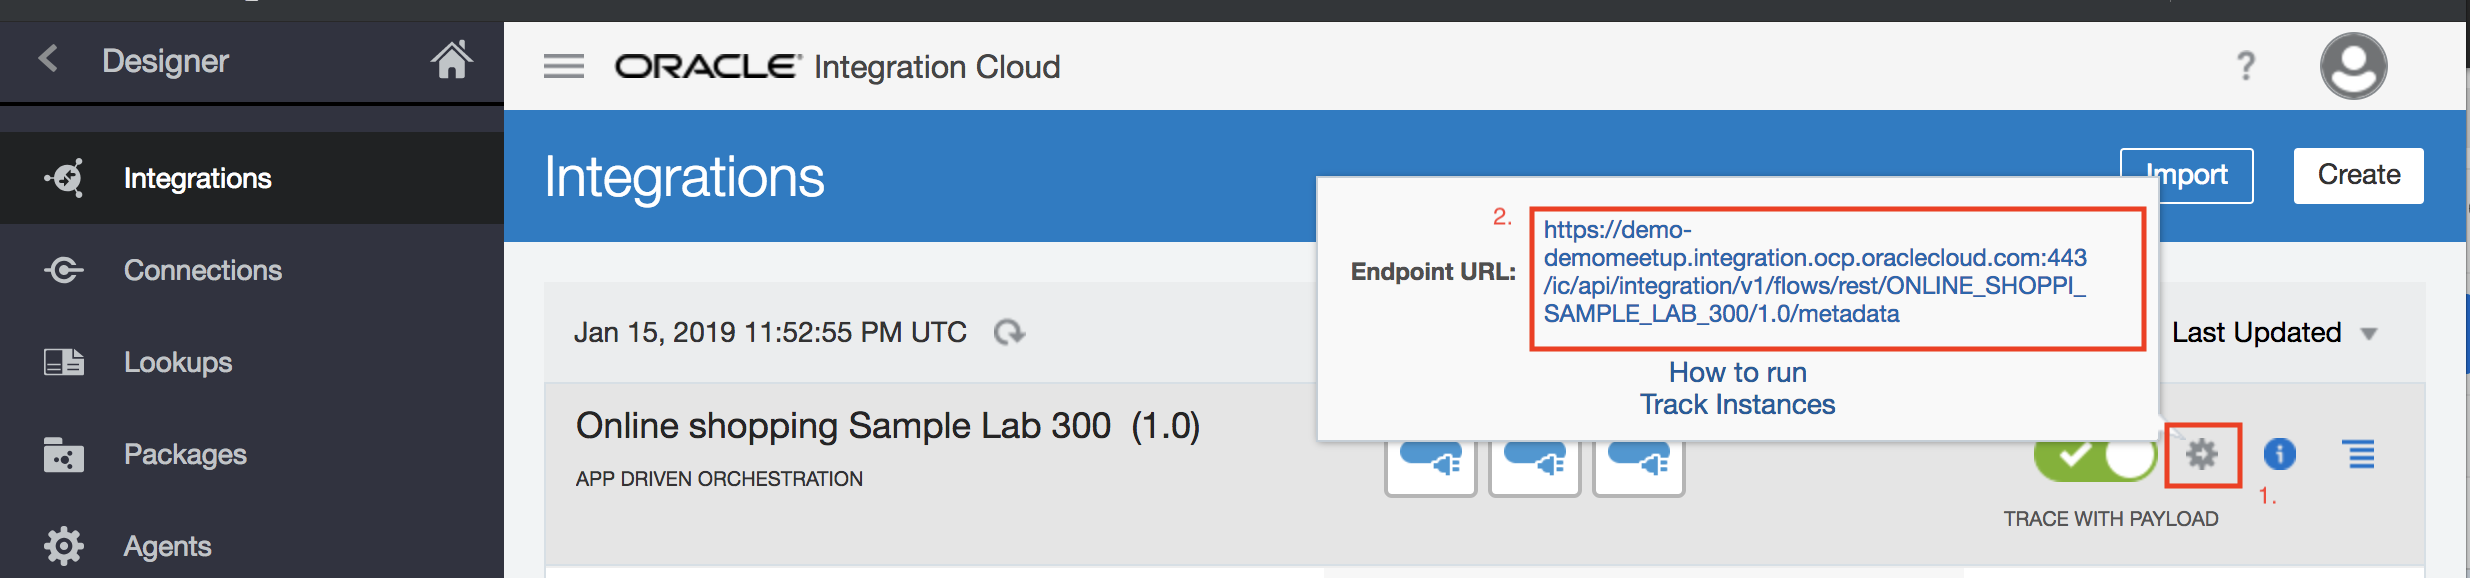 Designer
ORACLE Integration Cloud
?
Integrations
Connections
Lookups
Packages
Agents
Integrations
Import
Create
2.
Endpoint URL:
https://demo-
demomeetup.integration.ocp.oraclecloud.com:443
/ic/api/integration/v1/flows/rest/ONLINE_SHOPPI_
SAMPLE_LAB_300/1.0/metadata
How to run
Track Instances
Jan 15, 2019 11:52:55 PM UTC
Last Updated
Online shopping Sample Lab 300 (1.0)
APP DRIVEN ORCHESTRATION
1.
TRACE WITH PAYLOAD